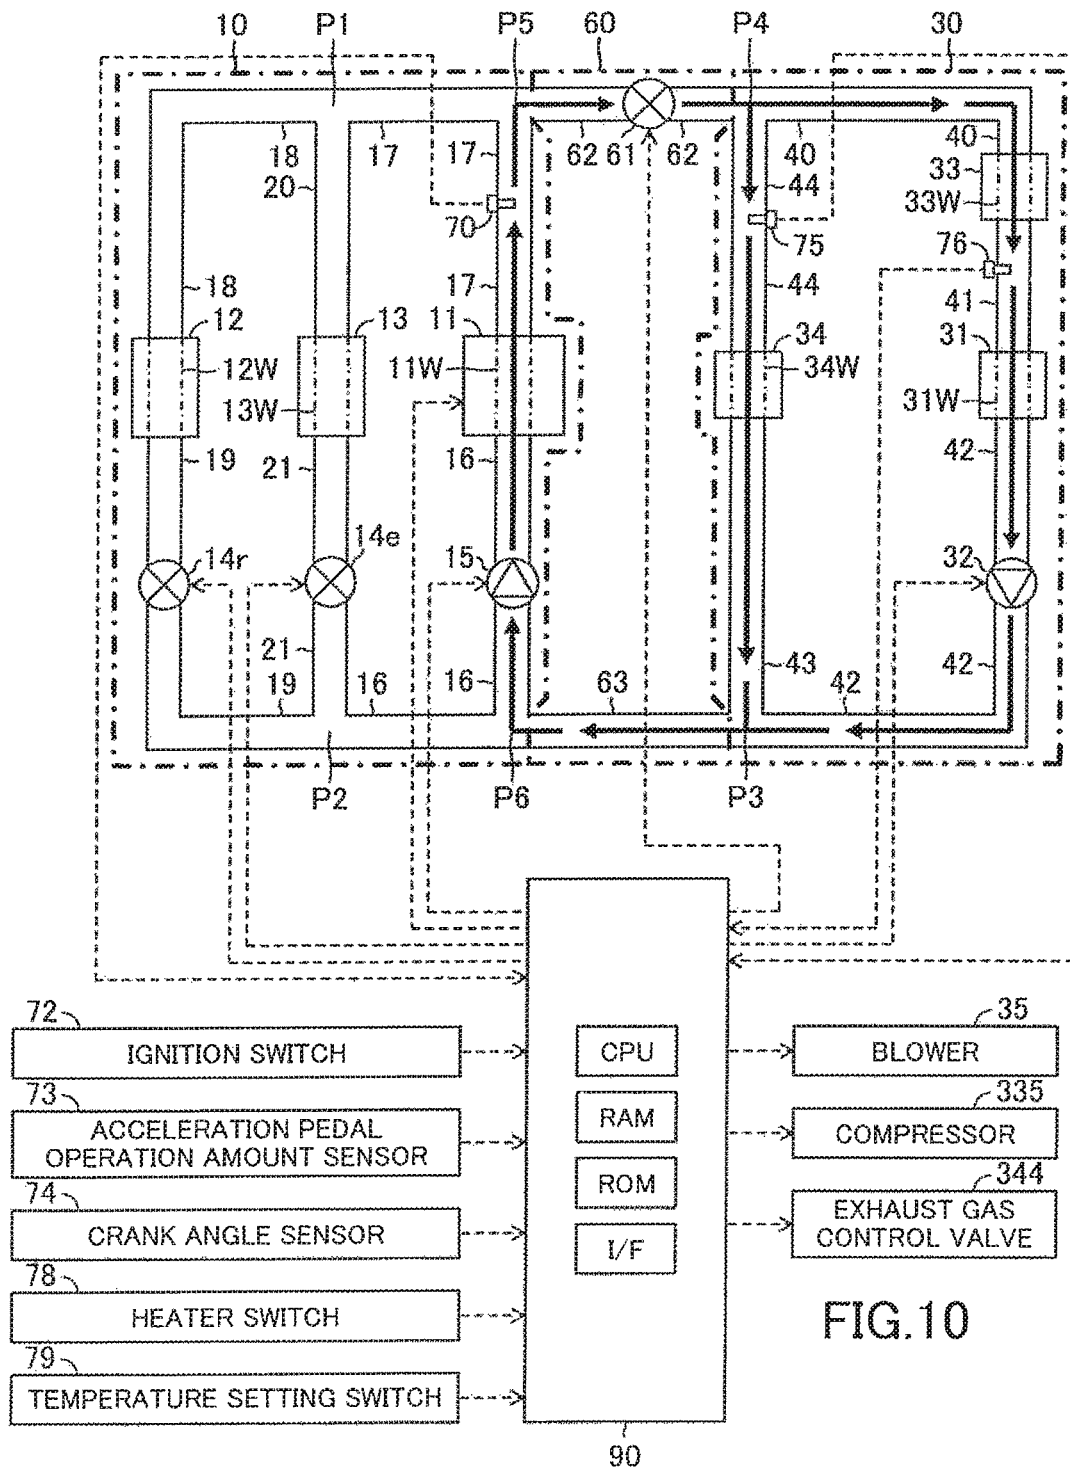 10 P1 P5 60 P4 30
18 18 17 17 62 61 62 40 40
20 44 33
33W
70 75 76
18 17 44 41
12 13 11 34 31
12W 11W 34W
13W 31W
19 21 16 42
14r 14e 15 32
21 16 43 42
19 16 63 42
P2 P6 P3
72 35
IGNITION SWITCH CPU BLOWER
73 335
ACCELERATION PEDAL
OPERATION AMOUNT SENSOR RAM COMPRESSOR
74 344
CRANK ANGLE SENSOR ROM EXHAUST GAS
CONTROL VALVE
I/F
78
HEATER SWITCH
79
TEMPERATURE SETTING SWITCH
90
FIG.10